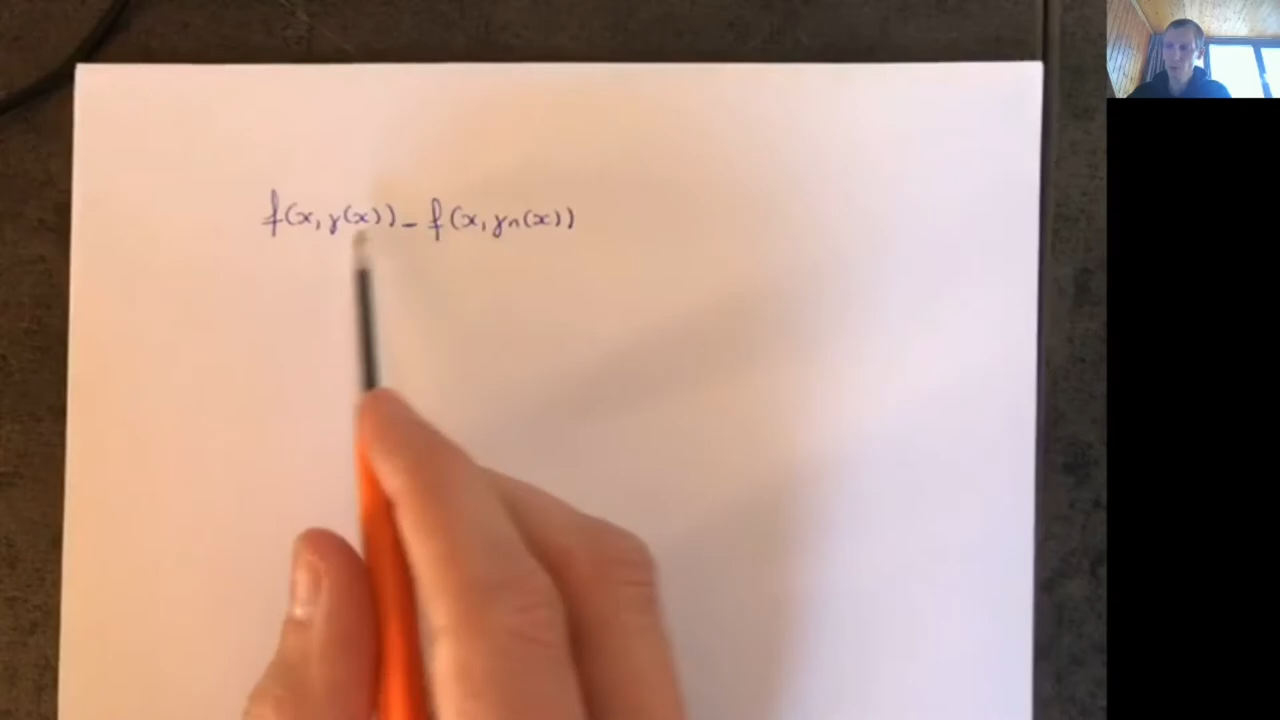 f(x, y(x)) - f(x, yn(x))